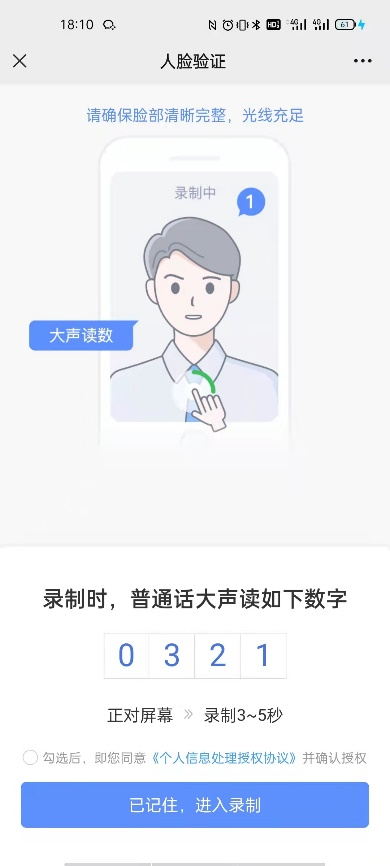 18:10
HD2 4G 4G 61
人脸验证
请确保脸部清晰完整，光线充足
录制中
1
大声读数
录制时，普通话大声读如下数字
0 3 2 1
正对屏幕 » 录制3~5秒
勾选后，即您同意《个人信息处理授权协议》并确认授权
已记住，进入录制